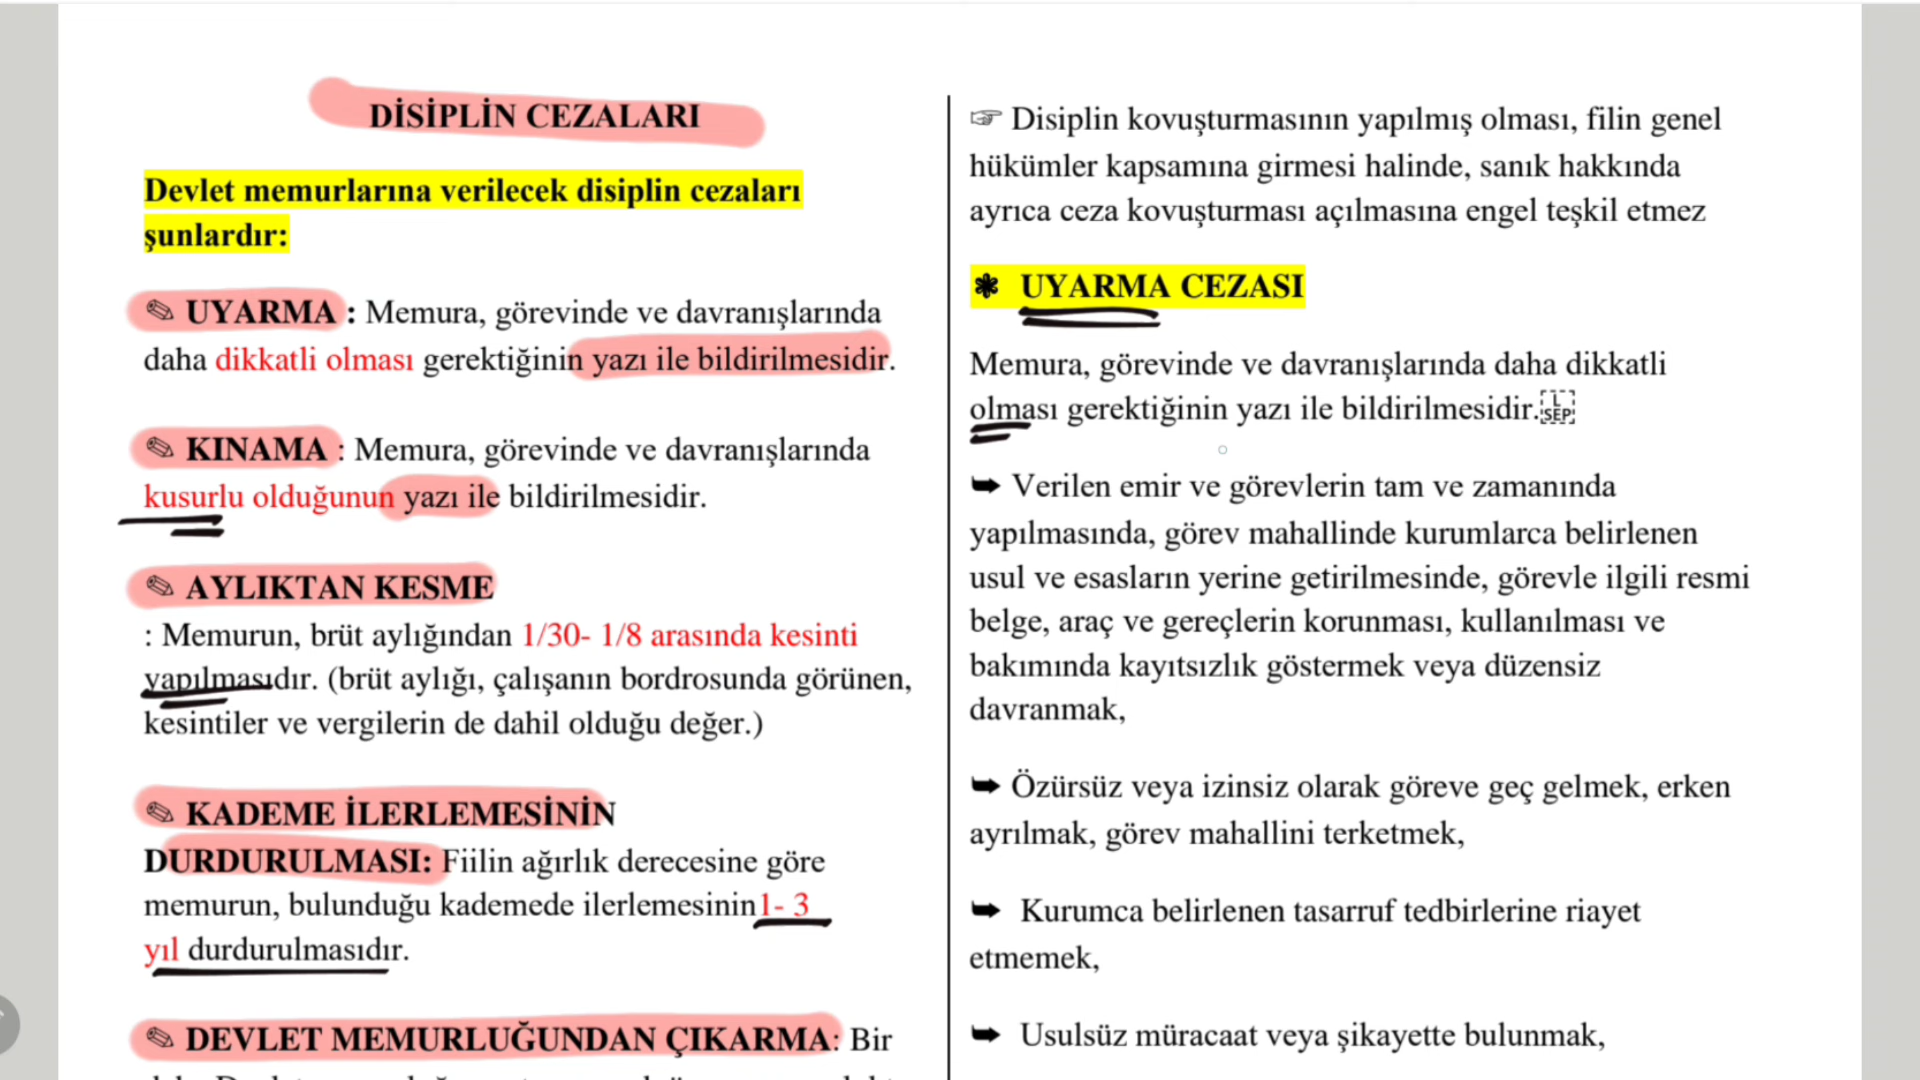 DİSİPLİN CEZALARI
Devlet memurlarına verilecek disiplin cezaları
şunlardır:
✎ UYARMA : Memura, görevinde ve davranışlarında
daha dikkatli olması gerektiğinin yazı ile bildirilmesidir.
✎ KINAMA : Memura, görevinde ve davranışlarında
kusurlu olduğunun yazı ile bildirilmesidir.
✎ AYLIKTAN KESME
: Memurun, brüt aylığından 1/30- 1/8 arasında kesinti
yapılmasıdır. (brüt aylığı, çalışanın bordrosunda görünen,
kesintiler ve vergilerin de dahil olduğu değer.)
✎ KADEME İLERLEMESİNİN
DURDURULMASI: Fiilin ağırlık derecesine göre
memurun, bulunduğu kademede ilerlemesinin 1- 3
yıl durdurulmasıdır.
✎ DEVLET MEMURLUĞUNDAN ÇIKARMA: Bir
☞ Disiplin kovuşturmasının yapılmış olması, filin genel
hükümler kapsamına girmesi halinde, sanık hakkında
ayrıca ceza kovuşturması açılmasına engel teşkil etmez
❃ UYARMA CEZASI
Memura, görevinde ve davranışlarında daha dikkatli
olması gerektiğinin yazı ile bildirilmesidir. L SEP
➥ Verilen emir ve görevlerin tam ve zamanında
yapılmasında, görev mahallinde kurumlarca belirlenen
usul ve esasların yerine getirilmesinde, görevle ilgili resmi
belge, araç ve gereçlerin korunması, kullanılması ve
bakımında kayıtsızlık göstermek veya düzensiz
davranmak,
➥ Özürsüz veya izinsiz olarak göreve geç gelmek, erken
ayrılmak, görev mahallini terketmek,
➥ Kurumca belirlenen tasarruf tedbirlerine riayet
etmemek,
➥ Usulsüz müracaat veya şikayette bulunmak,